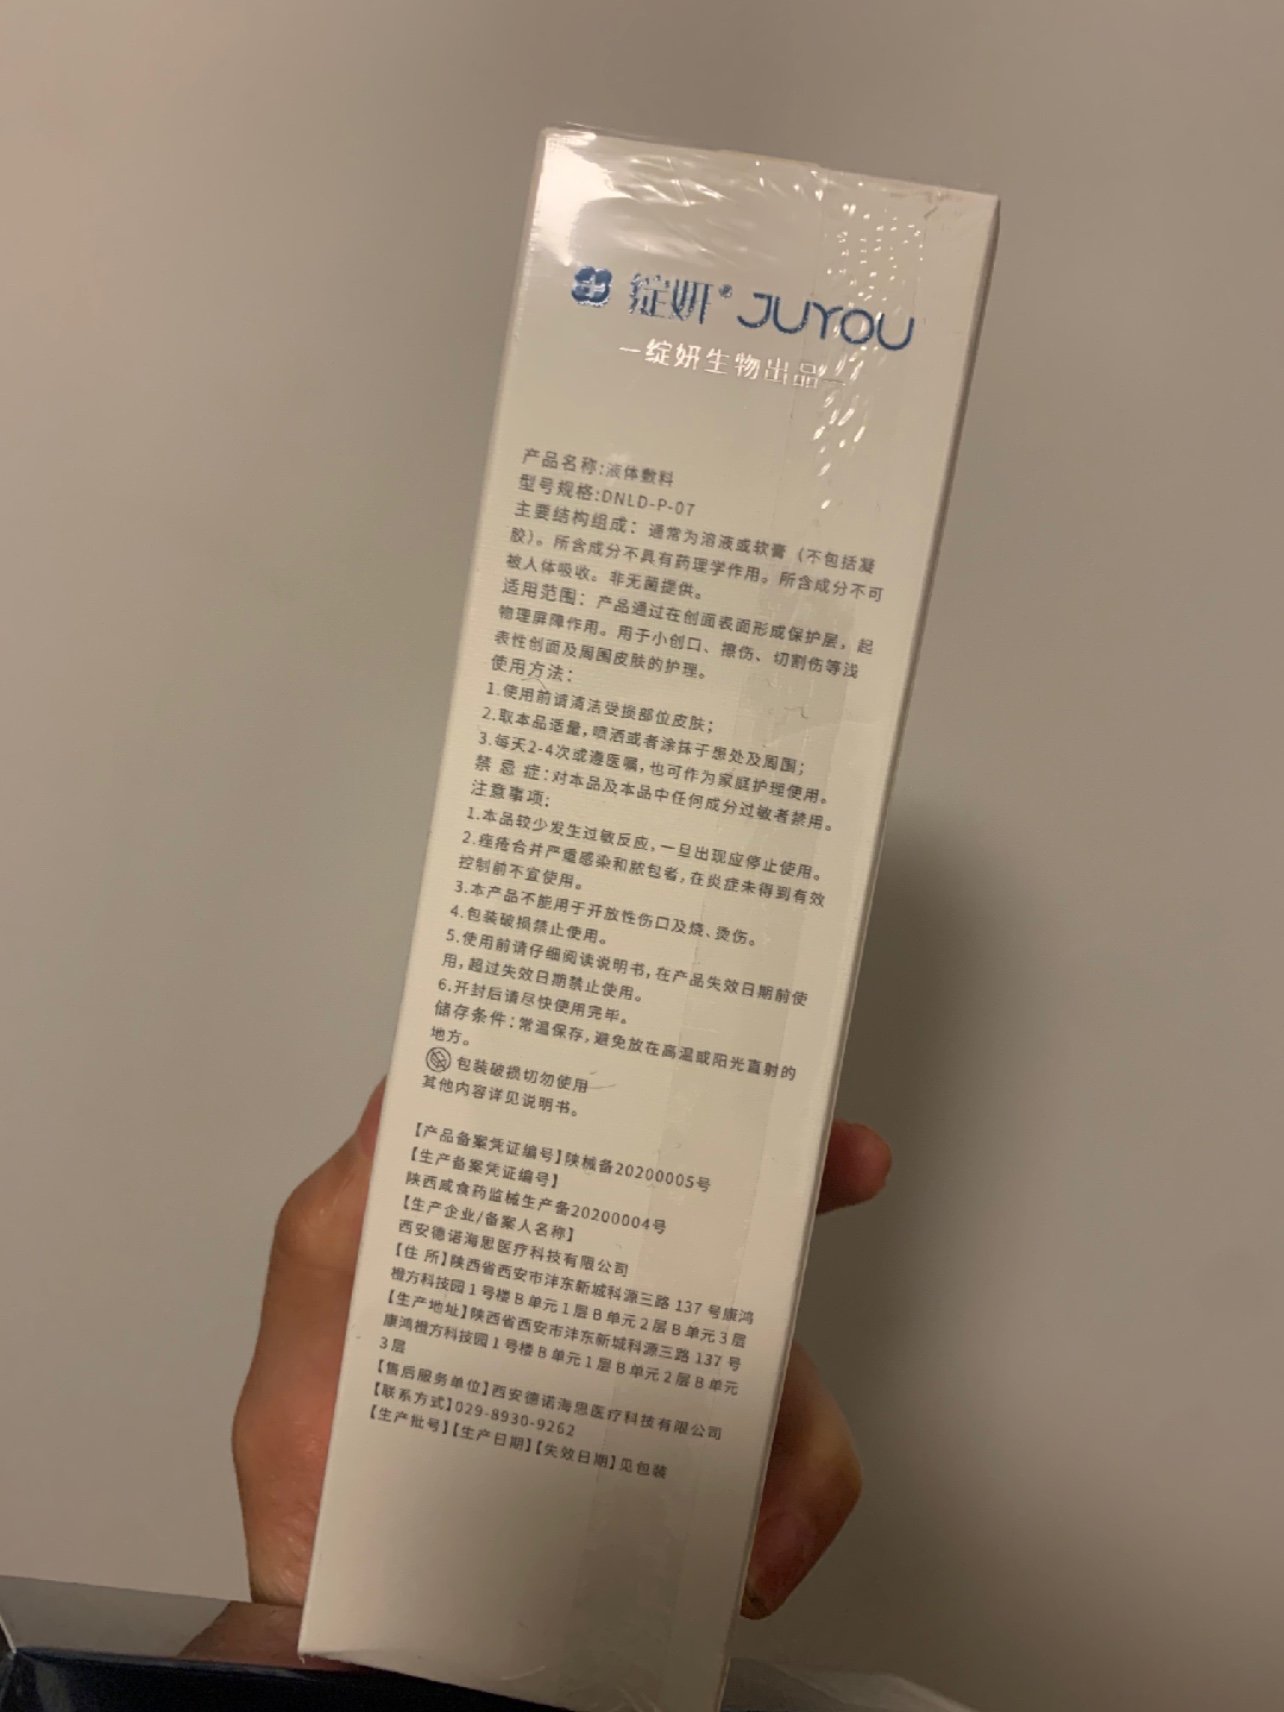 绽妍® JUYOU
—绽妍生物出品—
产品名称:液体敷料
型号规格:DNLD-P-07
主要结构组成：通常为溶液或软膏（不包括凝
胶）。所含成分不具有药理学作用。所含成分不可
被人体吸收。非无菌提供。
适用范围：产品通过在创面表面形成保护层，起
物理屏障作用。用于小创口、擦伤、切割伤等浅
表性创面及周围皮肤的护理。
使用方法：
1.使用前请清洁受损部位皮肤；
2.取本品适量，喷洒或者涂抹于患处及周围；
3.每天2-4次或遵医嘱，也可作为家庭护理使用。
禁 忌 症：对本品及本品中任何成分过敏者禁用。
注意事项：
1.本品较少发生过敏反应，一旦出现应停止使用。
2.痤疮合并严重感染和脓包者，在炎症未得到有效
控制前不宜使用。
3.本产品不能用于开放性伤口及烧、烫伤。
4.包装破损禁止使用。
5.使用前请仔细阅读说明书，在产品失效日期前使
用，超过失效日期禁止使用。
6.开封后请尽快使用完毕。
储存条件：常温保存，避免放在高温或阳光直射的
地方。
包装破损切勿使用
其他内容详见说明书。
【产品备案凭证编号】陕械备20200005号
【生产备案凭证编号】
陕西咸食药监械生产备20200004号
【生产企业/备案人名称】
西安德诺海思医疗科技有限公司
【住 所】陕西省西安市沣东新城科源三路 137 号康鸿
橙方科技园 1 号楼 B 单元 1 层 B 单元 2 层 B 单元 3 层
【生产地址】陕西省西安市沣东新城科源三路 137 号
康鸿橙方科技园 1 号楼 B 单元 1 层 B 单元 2 层 B 单元
3 层
【售后服务单位】西安德诺海思医疗科技有限公司
【联系方式】029-8930-9262
【生产批号】【生产日期】【失效日期】见包装